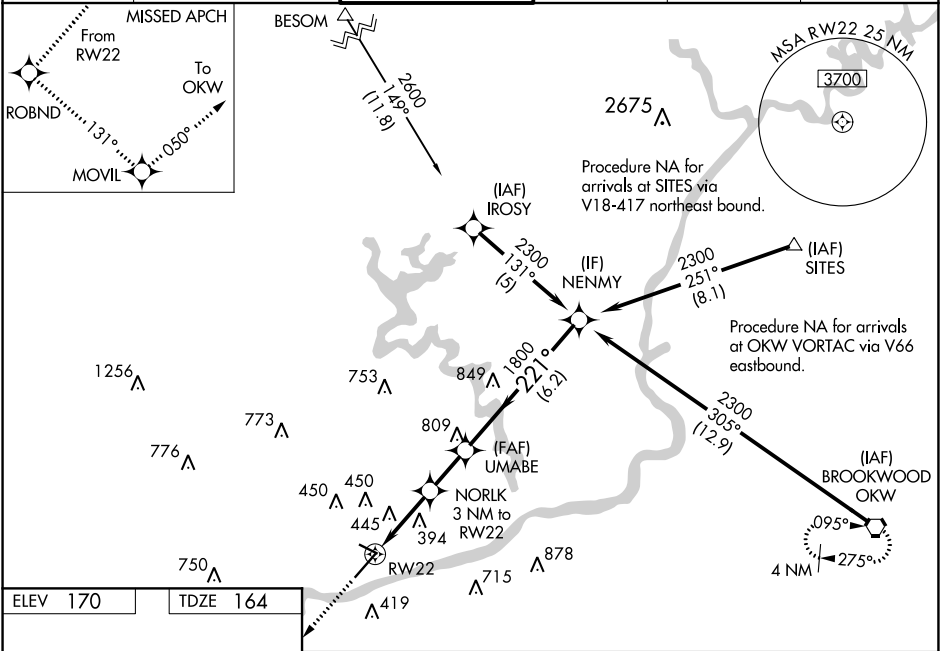 MISSED APCH
From
RW22
To
OKW
ROBND
131°
050°
MOVIL
BESOM
2600
149°
(11.8)
MSA RW22 25 NM
3700
2675
Procedure NA for
arrivals at SITES via
V18-417 northeast bound.
(IAF)
IROSY
2300
131°
(5)
(IF)
NENMY
2300
251°
(8.1)
(IAF)
SITES
Procedure NA for arrivals
at OKW VORTAC via V66
eastbound.
1800
221°
(6.2)
2300
305°
(12.9)
1256
753
849
773
809
776
(FAF)
UMABE
(IAF)
BROOKWOOD
OKW
450
450
NORLK
3 NM to
RW22
445
394
095°
275°
4 NM
RW22
878
750
715
419
ELEV 170
TDZE 164